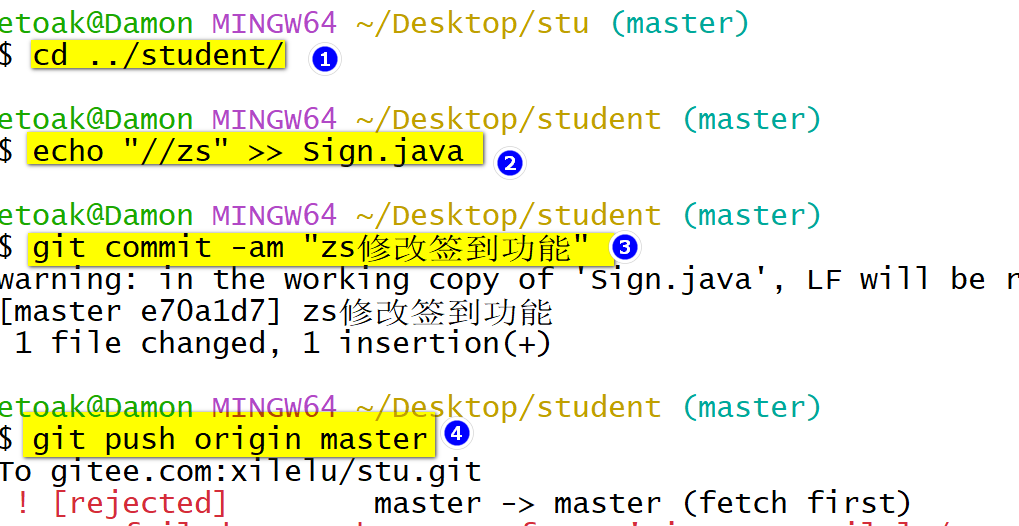 etoak@Damon MINGW64 ~/Desktop/stu (master)
$ cd ../student/ 1
etoak@Damon MINGW64 ~/Desktop/student (master)
$ echo "//zs" >> Sign.java 2
etoak@Damon MINGW64 ~/Desktop/student (master)
$ git commit -am "zs修改签到功能" 3
warning: in the working copy of 'Sign.java', LF will be
[master e70a1d7] zs修改签到功能
1 file changed, 1 insertion(+)
etoak@Damon MINGW64 ~/Desktop/student (master)
$ git push origin master 4
To gitee.com:xilelu/stu.git
! [rejected] master -> master (fetch first)